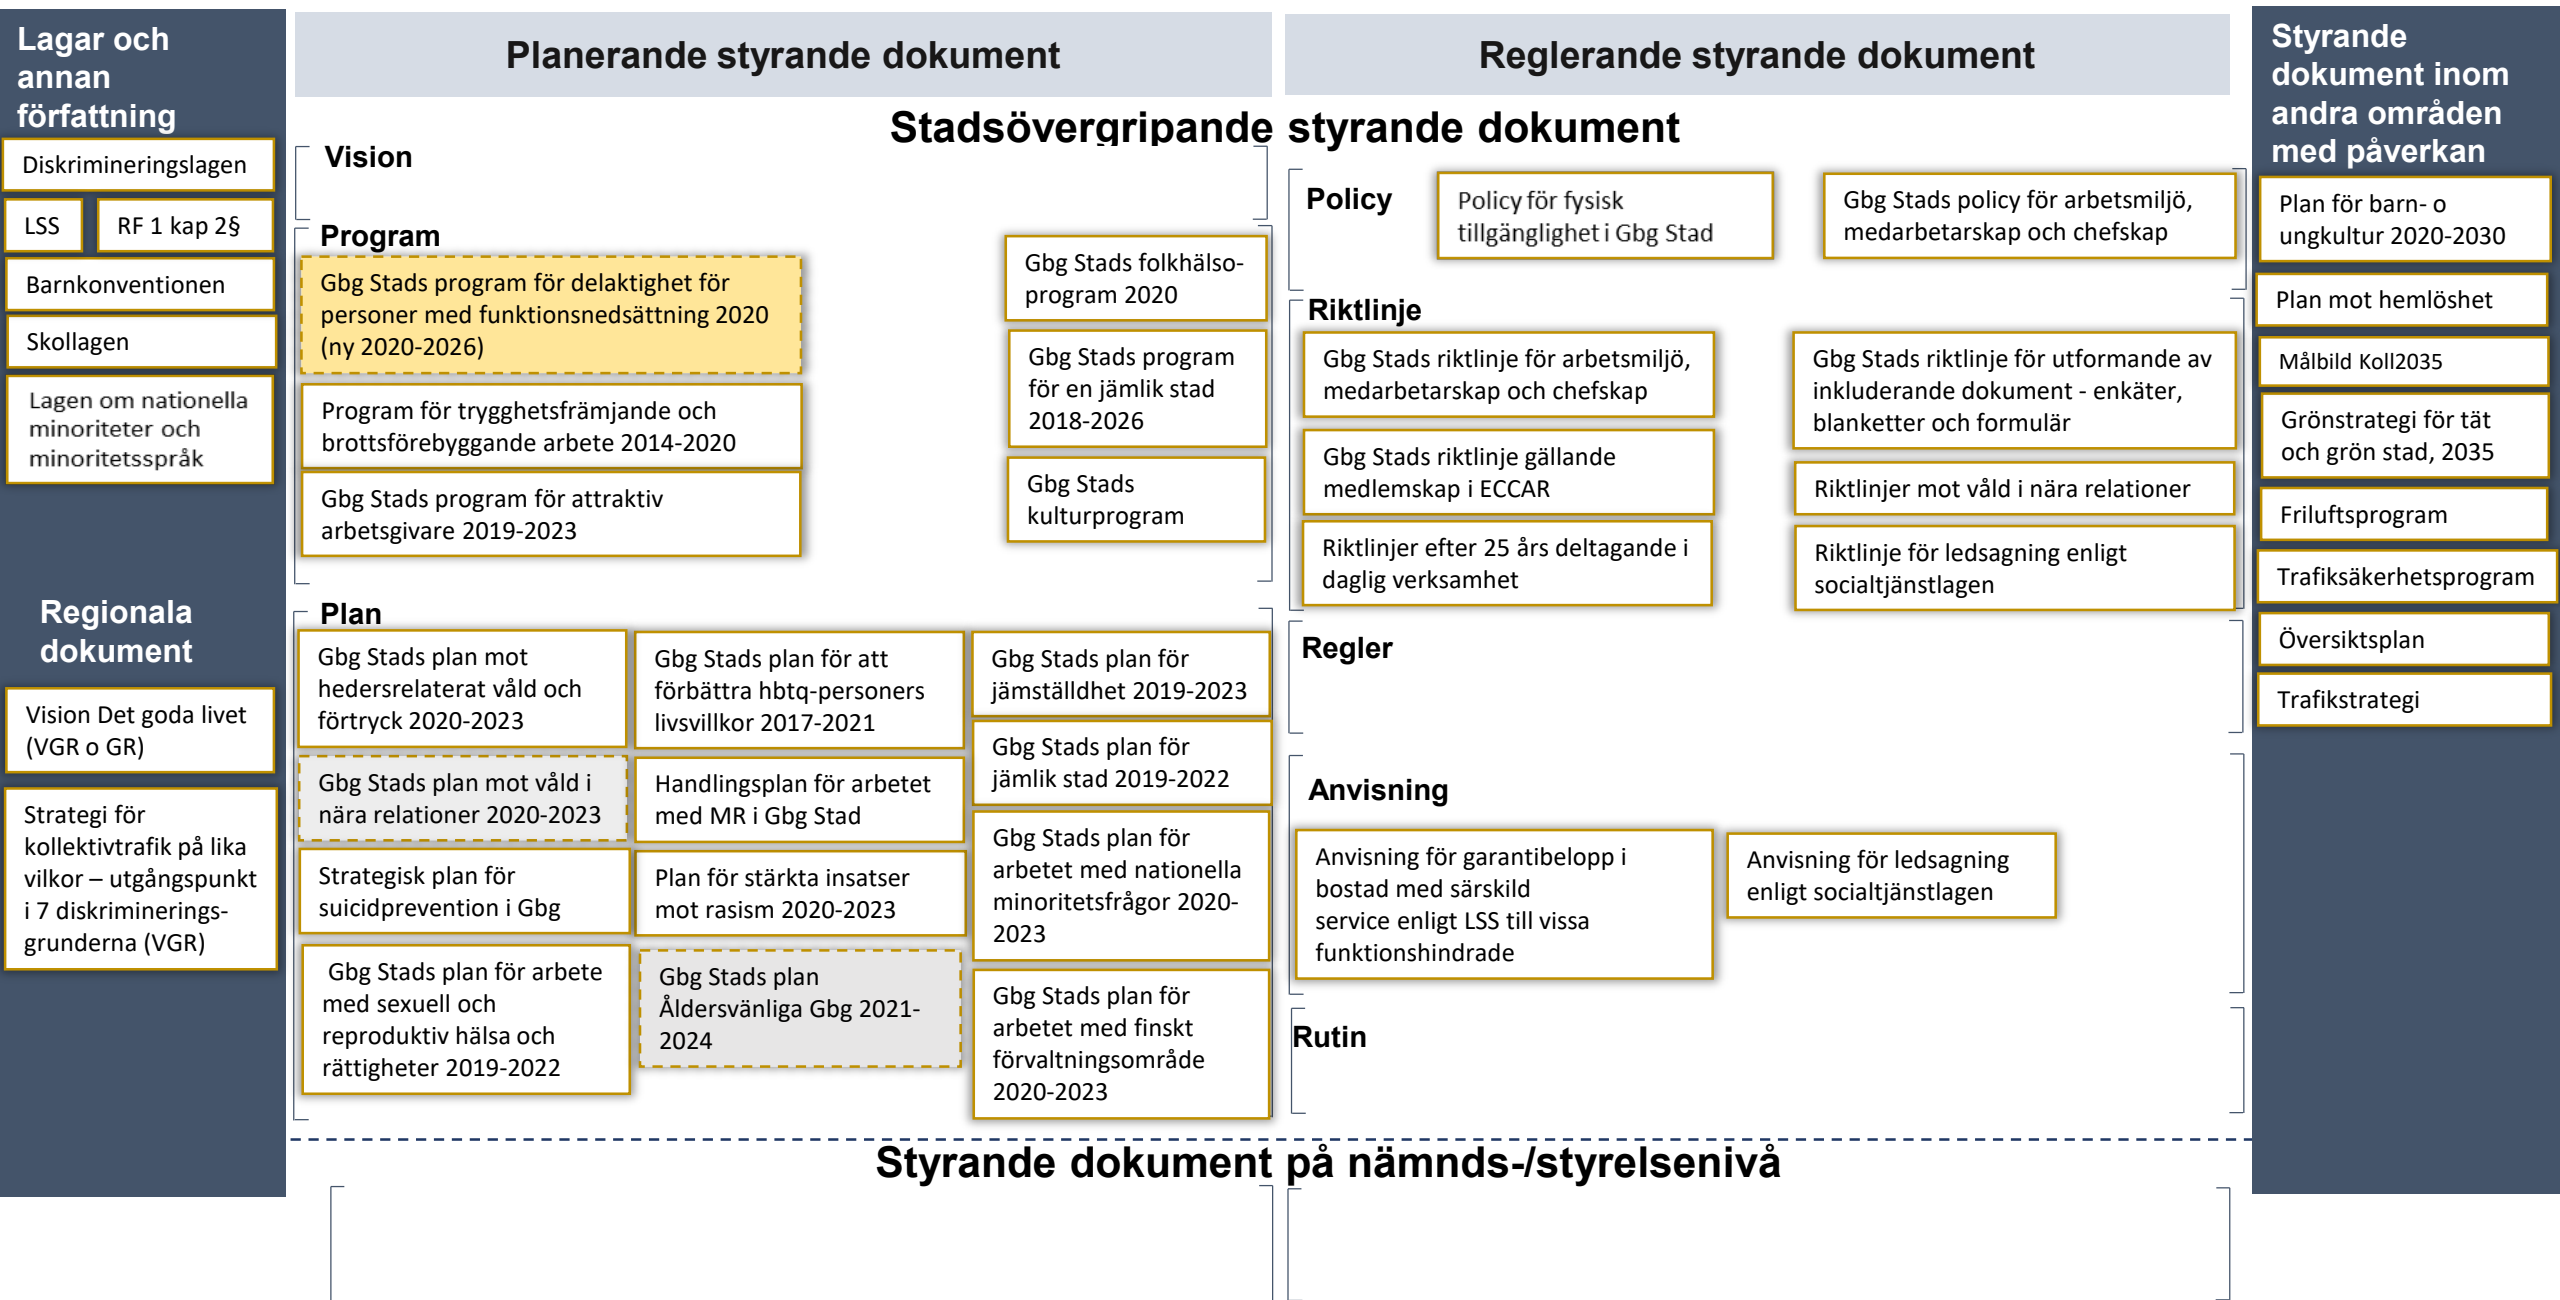 Lagar och
annan
författning
Diskrimineringslagen
LSS
RF 1 kap 2§
Barnkonventionen
Skollagen
Lagen om nationella
minoriteter och
minoritetsspråk
Regionala
dokument
Vision Det goda livet
(VGR o GR)
Strategi för
kollektivtrafik på lika
vilkor – utgångspunkt
i 7 diskriminerings-
grunderna (VGR)
Planerande styrande dokument
Reglerande styrande dokument
Stadsövergripande styrande dokument
Vision
Program
Gbg Stads program för delaktighet för
personer med funktionsnedsättning 2020
(ny 2020-2026)
Program för trygghetsfrämjande och
brottsförebyggande arbete 2014-2020
Gbg Stads program för attraktiv
arbetsgivare 2019-2023
Gbg Stads folkhälso-
program 2020
Gbg Stads program
för en jämlik stad
2018-2026
Gbg Stads
kulturprogram
Plan
Gbg Stads plan mot
hedersrelaterat våld och
förtryck 2020-2023
Gbg Stads plan mot våld i
nära relationer 2020-2023
Strategisk plan för
suicidprevention i Gbg
Gbg Stads plan för arbete
med sexuell och
reproduktiv hälsa och
rättigheter 2019-2022
Gbg Stads plan för att
förbättra hbtq-personers
livsvillkor 2017-2021
Handlingsplan för arbetet
med MR i Gbg Stad
Plan för stärkta insatser
mot rasism 2020-2023
Gbg Stads plan
Åldersvänliga Gbg 2021-
2024
Gbg Stads plan för
jämställdhet 2019-2023
Gbg Stads plan för
jämlik stad 2019-2022
Gbg Stads plan för
arbetet med nationella
minoritetsfrågor 2020-
2023
Gbg Stads plan för
arbetet med finskt
förvaltningsområde
2020-2023
Policy
Policy för fysisk
tillgänglighet i Gbg Stad
Gbg Stads policy för arbetsmiljö,
medarbetarskap och chefskap
Riktlinje
Gbg Stads riktlinje för arbetsmiljö,
medarbetarskap och chefskap
Gbg Stads riktlinje gällande
medlemskap i ECCAR
Riktlinjer efter 25 års deltagande i
daglig verksamhet
Gbg Stads riktlinje för utformande av
inkluderande dokument - enkäter,
blanketter och formulär
Riktlinjer mot våld i nära relationer
Riktlinje för ledsagning enligt
socialtjänstlagen
Regler
Anvisning
Anvisning för garantibelopp i
bostad med särskild
service enligt LSS till vissa
funktionshindrade
Anvisning för ledsagning
enligt socialtjänstlagen
Rutin
Styrande dokument på nämnds-/styrelsenivå
Styrande
dokument inom
andra områden
med påverkan
Plan för barn- o
ungkultur 2020-2030
Plan mot hemlöshet
Målbild Koll2035
Grönstrategi för tät
och grön stad, 2035
Friluftsprogram
Trafiksäkerhetsprogram
Översiktsplan
Trafikstrategi